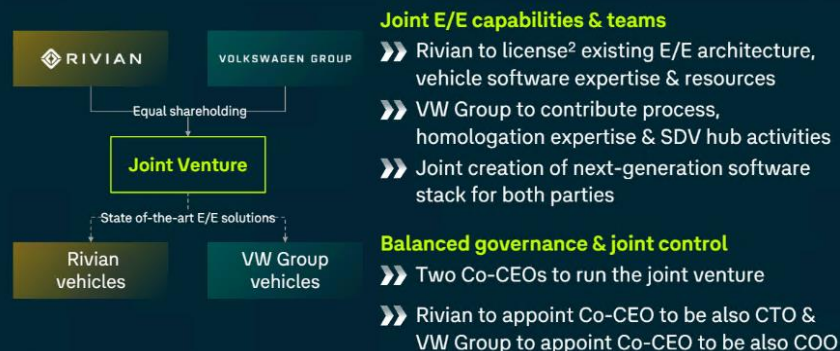 RIVIAN
VOLKSWAGEN GROUP
Equal shareholding
Joint Venture
State of-the-art E/E solutions
Rivian
vehicles
VW Group
vehicles
Joint E/E capabilities & teams
Rivian to license² existing E/E architecture,
vehicle software expertise & resources
VW Group to contribute process,
homologation expertise & SDV hub activities
Joint creation of next-generation software
stack for both parties
Balanced governance & joint control
Two Co-CEOs to run the joint venture
Rivian to appoint Co-CEO to be also CTO &
VW Group to appoint Co-CEO to be also COO